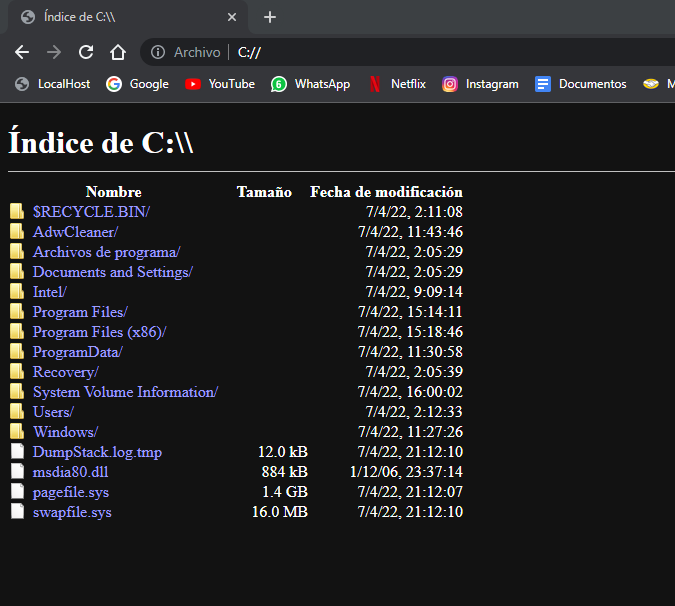 Índice de C:\\
Archivo | C://
LocalHost Google YouTube 6 WhatsApp Netflix Instagram Documentos M
Índice de C:\\
Nombre Tamaño Fecha de modificación
$RECYCLE.BIN/ 7/4/22, 2:11:08
AdwCleaner/ 7/4/22, 11:43:46
Archivos de programa/ 7/4/22, 2:05:29
Documents and Settings/ 7/4/22, 2:05:29
Intel/ 7/4/22, 9:09:14
Program Files/ 7/4/22, 15:14:11
Program Files (x86)/ 7/4/22, 15:18:46
ProgramData/ 7/4/22, 11:30:58
Recovery/ 7/4/22, 2:05:39
System Volume Information/ 7/4/22, 16:00:02
Users/ 7/4/22, 2:12:33
Windows/ 7/4/22, 11:27:26
DumpStack.log.tmp 12.0 kB 7/4/22, 21:12:10
msdia80.dll 884 kB 1/12/06, 23:37:14
pagefile.sys 1.4 GB 7/4/22, 21:12:07
swapfile.sys 16.0 MB 7/4/22, 21:12:10